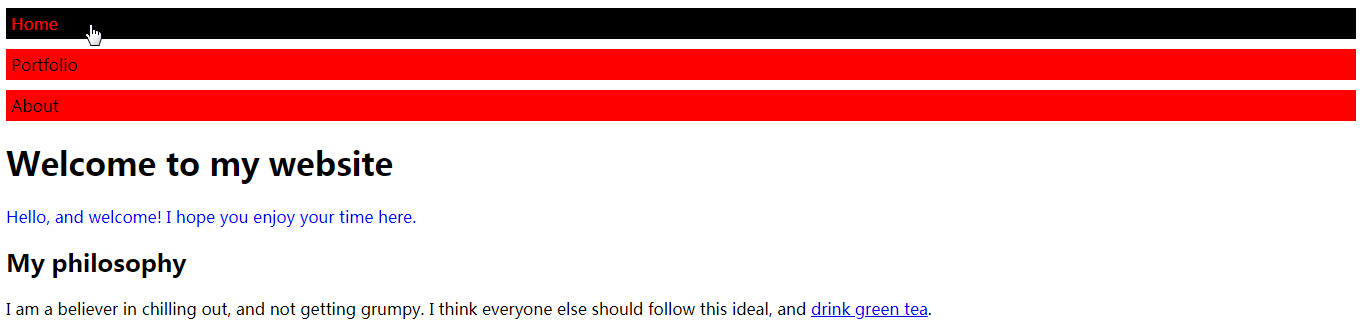 Home
Portfolio
About
Welcome to my website
Hello, and welcome! I hope you enjoy your time here.
My philosophy
I am a believer in chilling out, and not getting grumpy. I think everyone else should follow this ideal, and drink green tea.